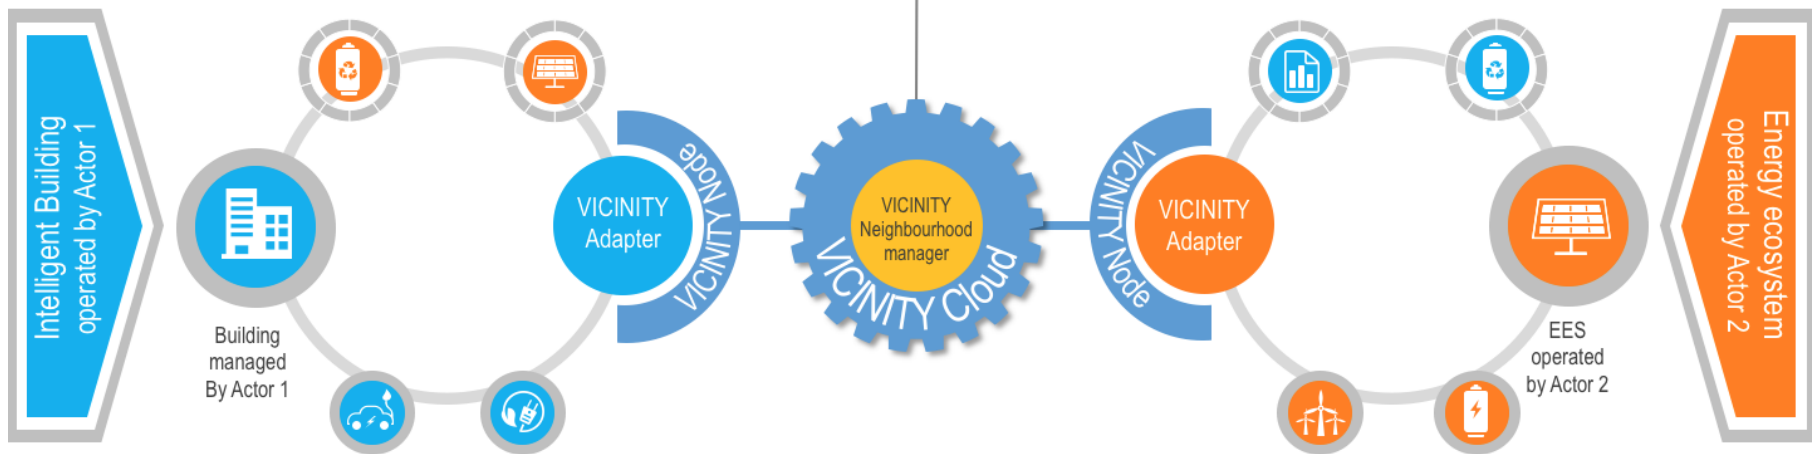 Intelligent Building
operated by Actor 1
Building
managed
By Actor 1
VICINITY
Adapter
VICINITY Node
VICINITY
Neighbourhood
manager
VICINITY Cloud
VICINITY Node
VICINITY
Adapter
EES
operated
by Actor 2
Energy ecosystem
operated by Actor 2